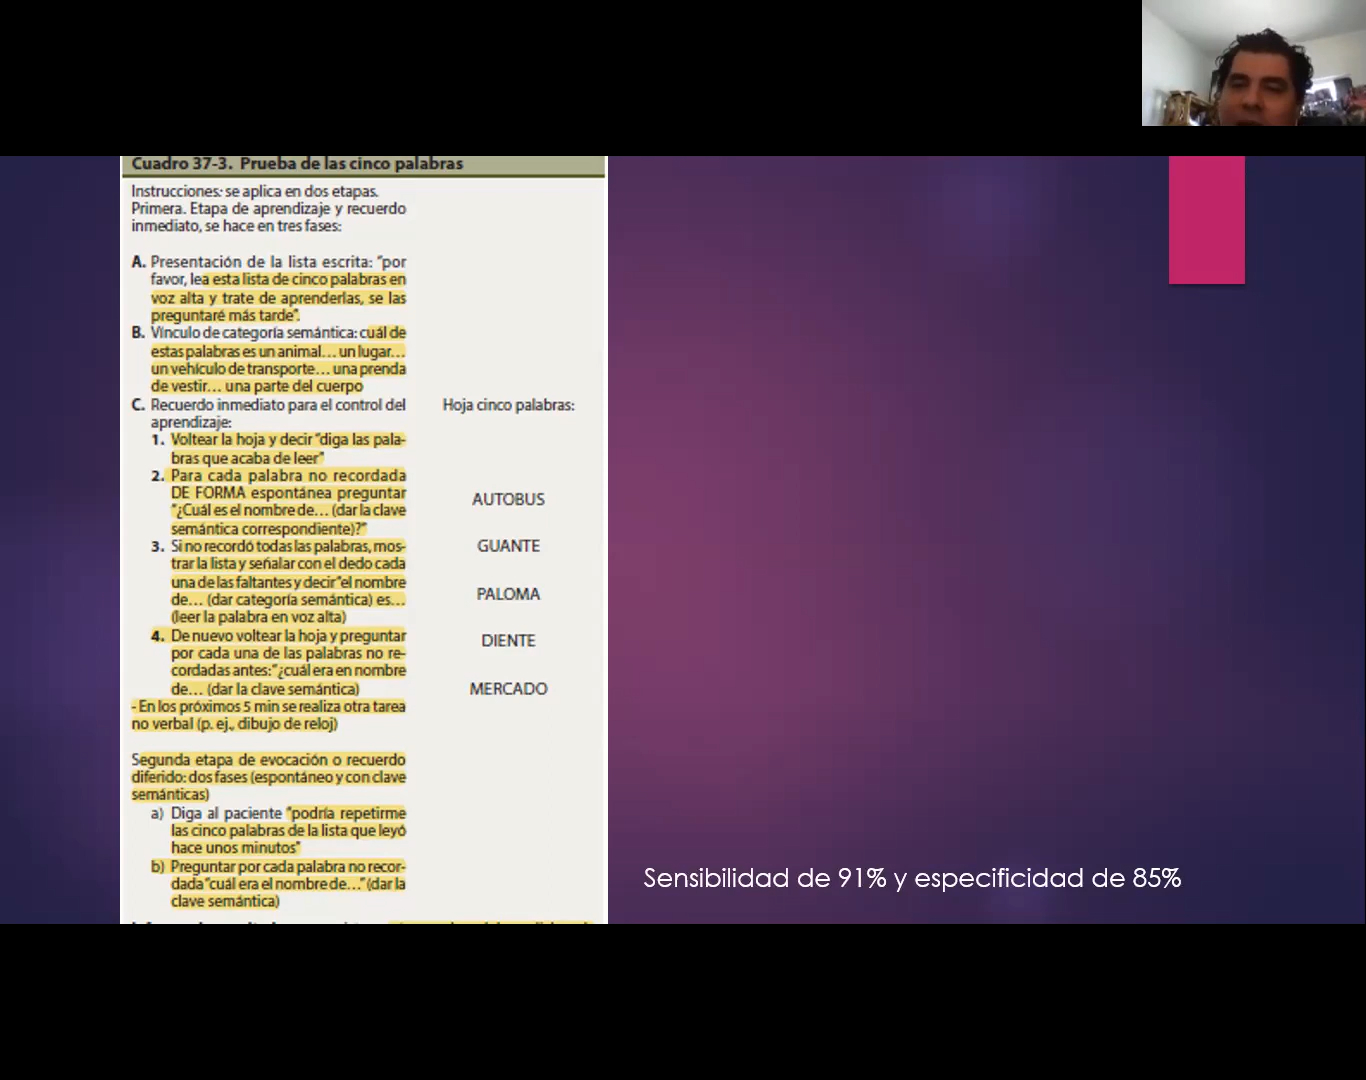 Cuadro 37-3. Prueba de las cinco palabras
Instrucciones: se aplica en dos etapas.
Primera. Etapa de aprendizaje y recuerdo
inmediato, se hace en tres fases:
A. Presentación de la lista escrita: “por
favor, lea esta lista de cinco palabras en
voz alta y trate de aprenderlas, se las
preguntaré más tarde”.
B. Vínculo de categoría semántica: cuál de
estas palabras es un animal… un lugar…
un vehículo de transporte… una prenda
de vestir… una parte del cuerpo
C. Recuerdo inmediato para el control del
aprendizaje:
1. Voltear la hoja y decir “diga las pala-
bras que acaba de leer”
2. Para cada palabra no recordada
DE FORMA espontánea preguntar
“¿Cuál es el nombre de… (dar la clave
semántica correspondiente)?”
3. Si no recordó todas las palabras, mos-
trar la lista y señalar con el dedo cada
una de las faltantes y decir “el nombre
de… (dar categoría semántica) es…
(leer la palabra en voz alta)
4. De nuevo voltear la hoja y preguntar
por cada una de las palabras no re-
cordadas antes: “¿cuál era en nombre
de… (dar la clave semántica)
- En los próximos 5 min se realiza otra tarea
no verbal (p. ej., dibujo de reloj)
Segunda etapa de evocación o recuerdo
diferido: dos fases (espontáneo y con clave
semánticas)
a) Diga al paciente “podría repetirme
las cinco palabras de la lista que leyó
hace unos minutos”
b) Preguntar por cada palabra no recor-
dada “cuál era el nombre de…” (dar la
clave semántica)
Hoja cinco palabras:
AUTOBUS
GUANTE
PALOMA
DIENTE
MERCADO
Sensibilidad de 91% y especificidad de 85%